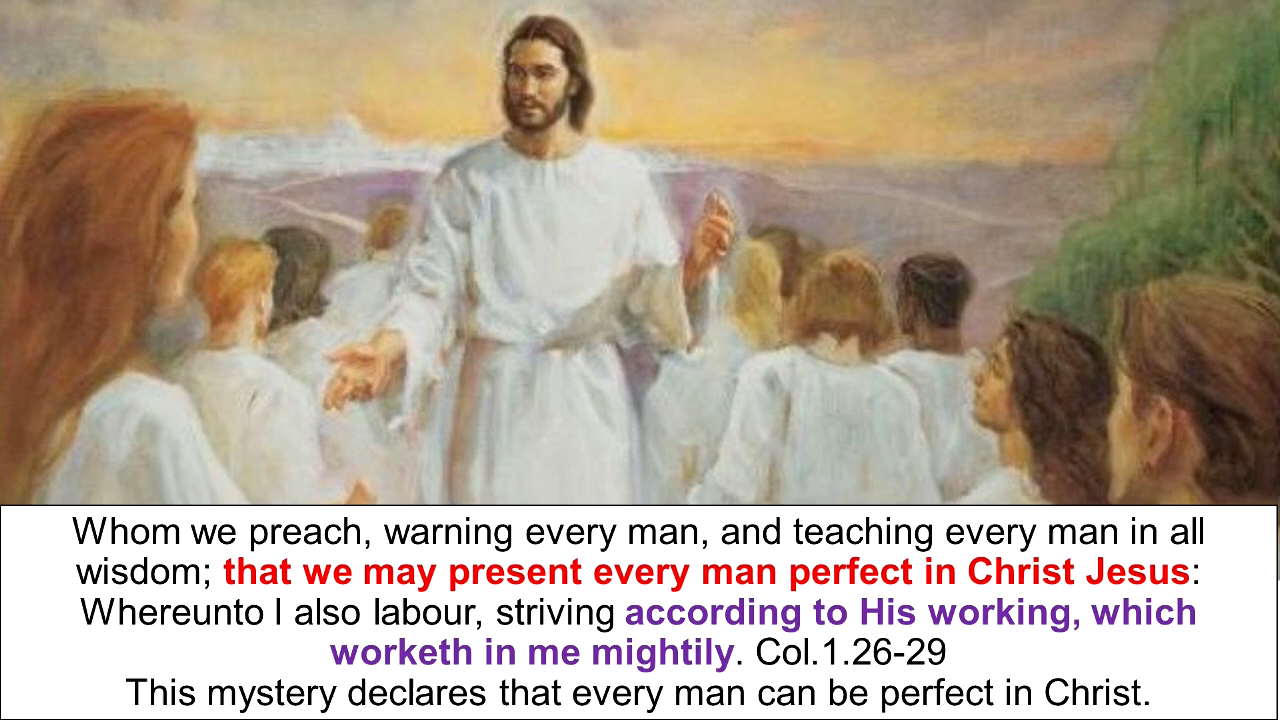 Whom we preach, warning every man, and teaching every man in all
wisdom; that we may present every man perfect in Christ Jesus:
Whereunto I also labour, striving according to His working, which
worketh in me mightily. Col.1.26-29
This mystery declares that every man can be perfect in Christ.